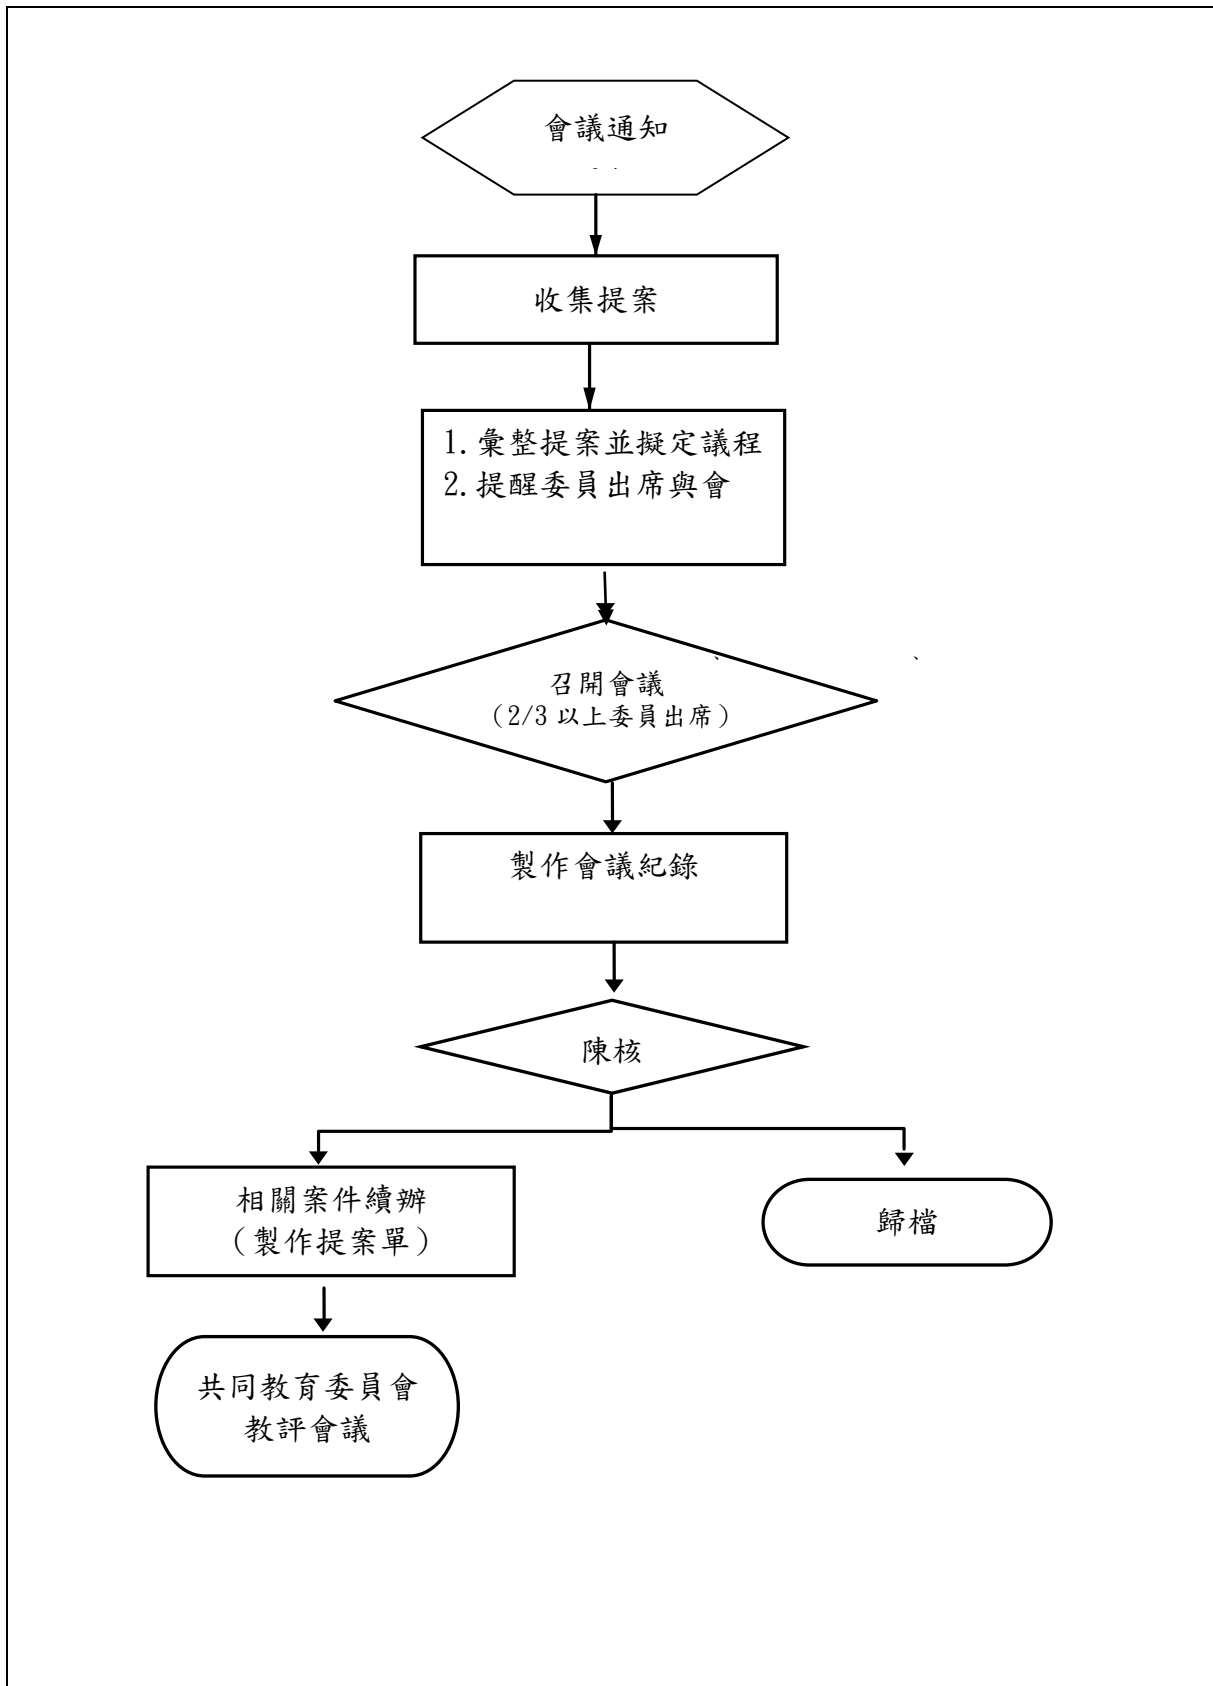 會議通知
收集提案
1.彙整提案並擬定議程
2.提醒委員出席與會
召開會議
（2/3 以上委員出席）
製作會議紀錄
陳核
相關案件續辦
（製作提案單）
歸檔
共同教育委員會
教評會議